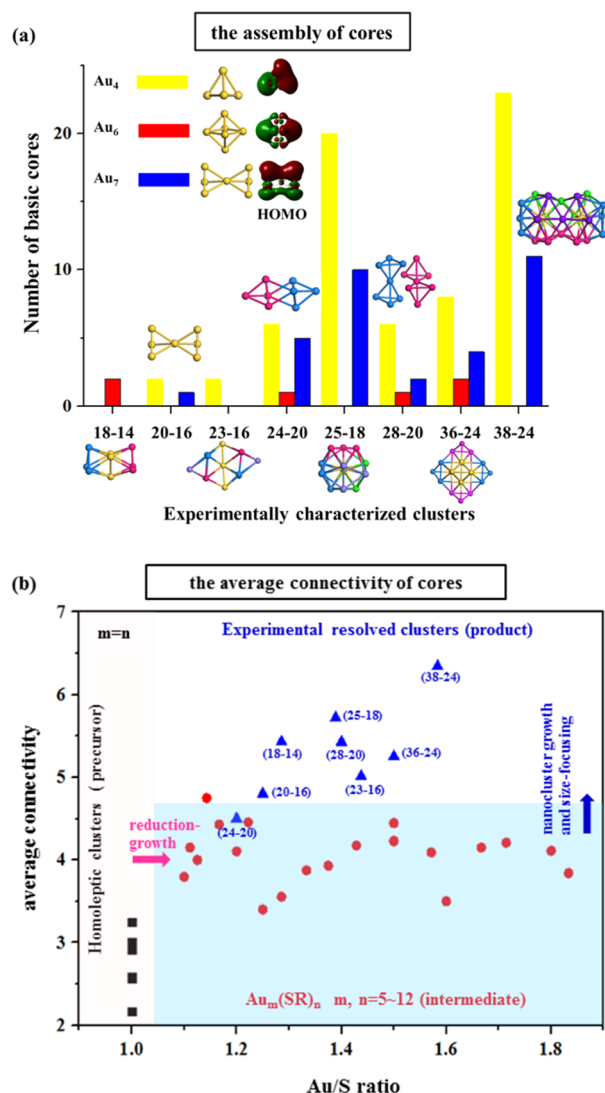 (a)
the assembly of cores
Au₄
Au₆
Au₇
HOMO
Number of basic cores
20
10
0
18-14 20-16 23-16 24-20 25-18 28-20 36-24 38-24
Experimentally characterized clusters
(b)
the average connectivity of cores
m=n
Experimental resolved clusters (product)
(38-24)
(25-18)
(18-14)
(28-20)
(36-24)
(23-16)
(20-16)
(24-20)
reduction-
growth
Homoleptic clusters ( precursor)
nanocluster growth
and size-focusing
Auₘ(SR)ₙ m, n=5~12 (intermediate)
average connectivity
7
6
5
4
3
2
1.0 1.2 1.4 1.6 1.8
Au/S ratio